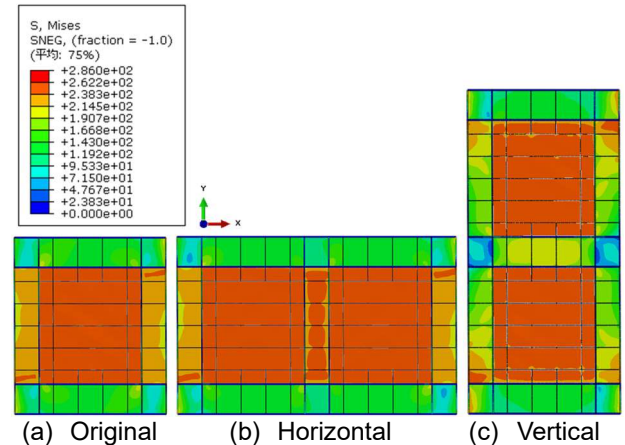 S, Mises
SNEG, (fraction = -1.0)
(平均: 75%)
+2.860e+02
+2.622e+02
+2.383e+02
+2.145e+02
+1.907e+02
+1.668e+02
+1.430e+02
+1.192e+02
+9.533e+01
+7.150e+01
+4.767e+01
+2.383e+01
+0.000e+00
Y
X
(a) Original
(b) Horizontal
(c) Vertical